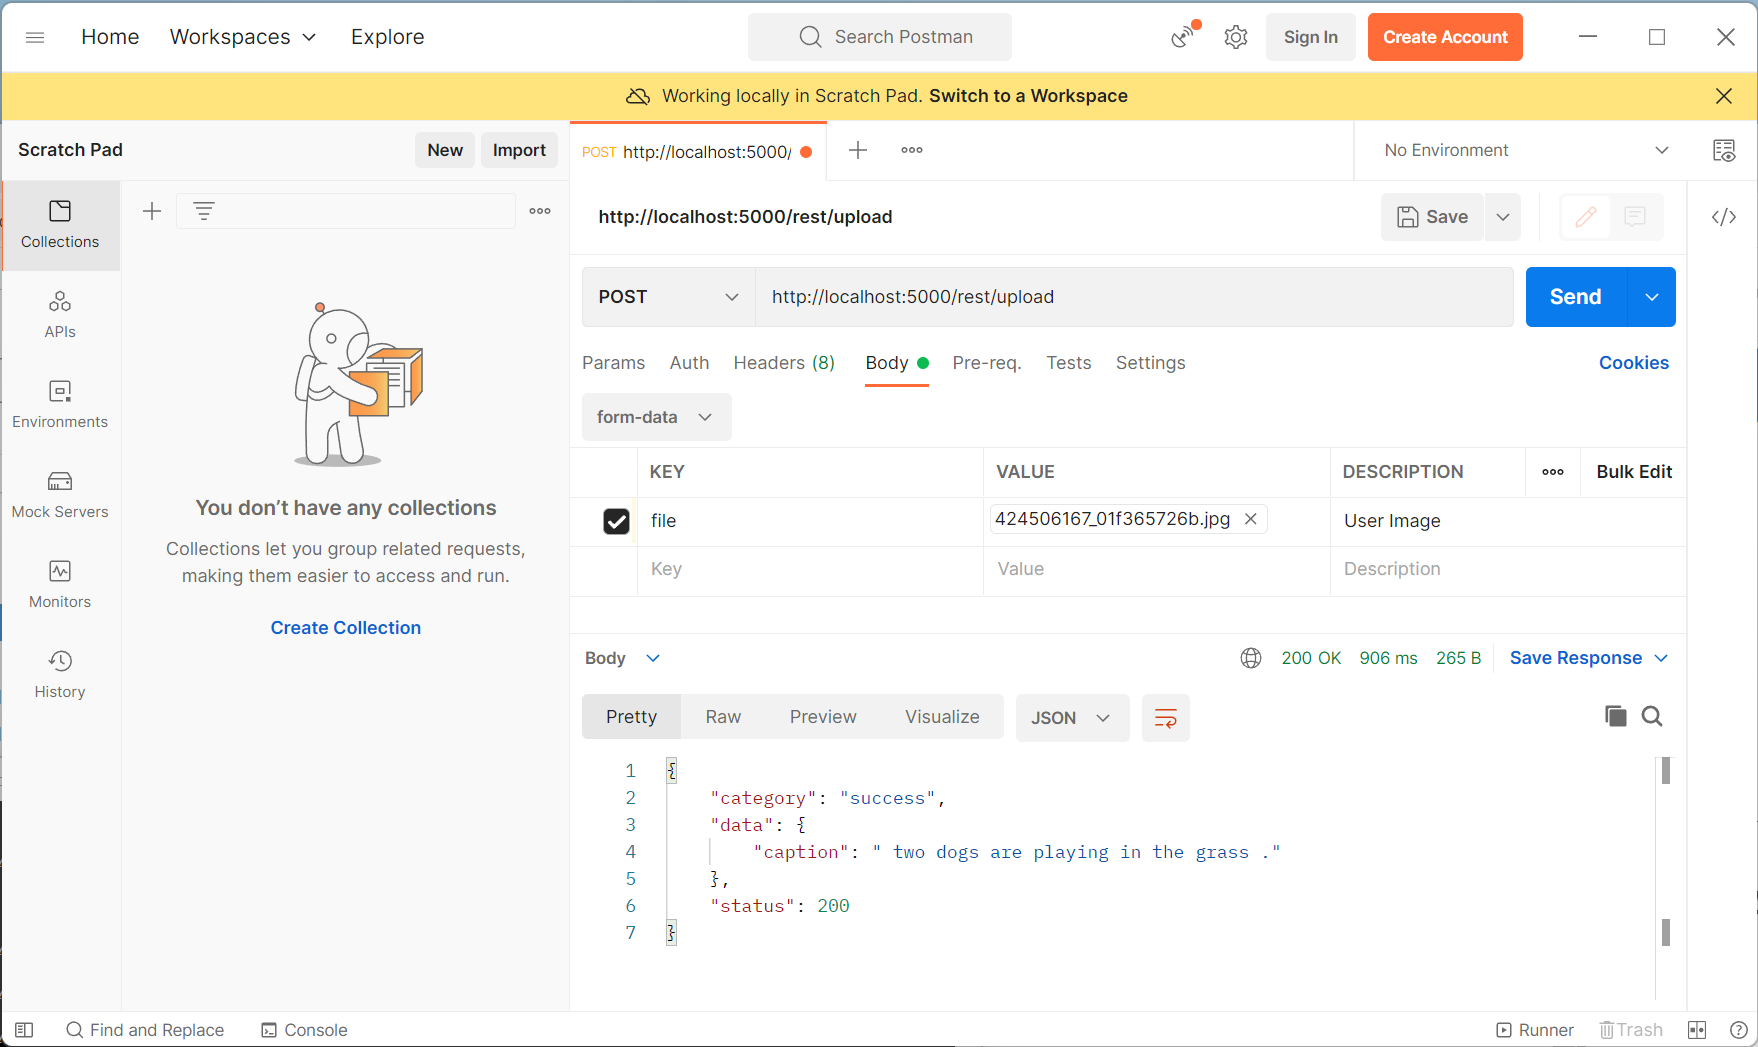 Home Workspaces Explore Search Postman Sign In Create Account
Working locally in Scratch Pad. Switch to a Workspace
Scratch Pad New Import
POST http://localhost:5000/
No Environment
Collections
APIs
Environments
Mock Servers
Monitors
History
You don’t have any collections
Collections let you group related requests,
making them easier to access and run.
Create Collection
http://localhost:5000/rest/upload
Save
</>
POST http://localhost:5000/rest/upload Send
Params Auth Headers (8) Body Pre-req. Tests Settings Cookies
form-data
KEY VALUE DESCRIPTION Bulk Edit
file 424506167_01f365726b.jpg User Image
Key Value Description
Body 200 OK 906 ms 265 B Save Response
Pretty Raw Preview Visualize JSON
1 {
2 "category": "success",
3 "data": {
4 "caption": " two dogs are playing in the grass ."
5 },
6 "status": 200
7 }
Find and Replace Console Runner Trash